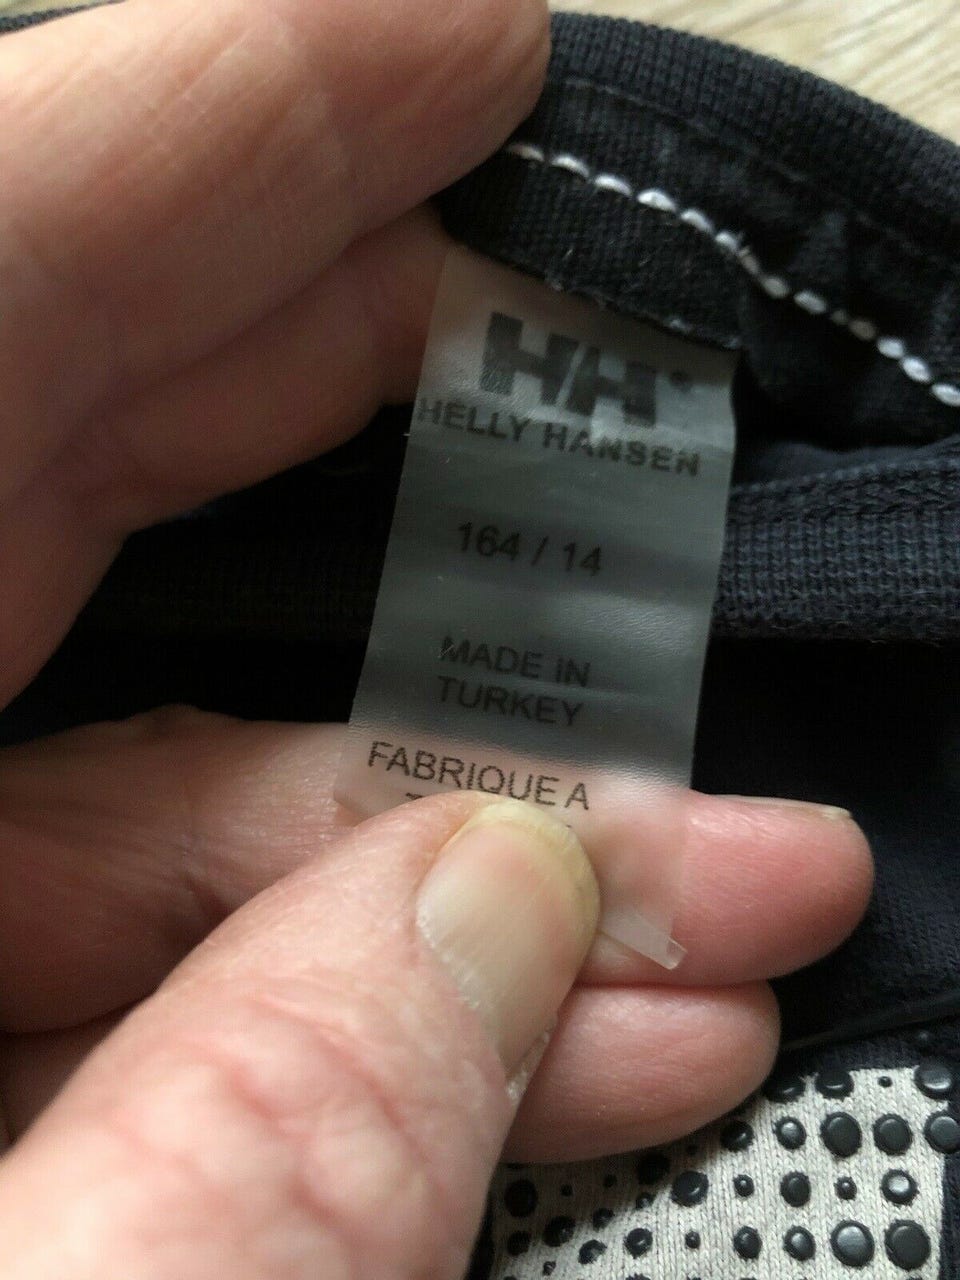 HH®
HELLY HANSEN
164 / 14
MADE IN
TURKEY
FABRIQUE A